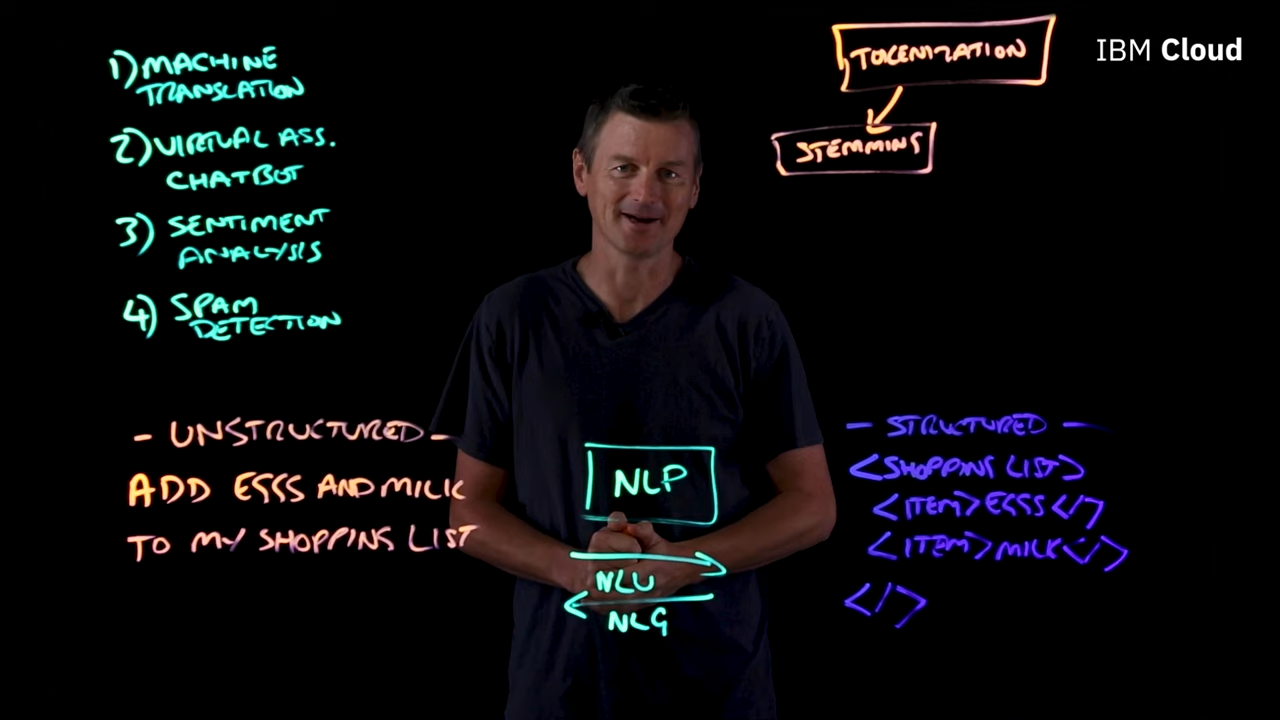 1) MACHINE
TRANSLATION
2) VIRTUAL ASS.
CHATBOT
3) SENTIMENT
ANALYSIS
4) SPAM
DETECTION
TOKENIZATION
STEMMING
IBM Cloud
- UNSTRUCTURED -
ADD EGGS AND MILK
TO MY SHOPPING LIST
NLP
NLU
NLG
- STRUCTURED -
<SHOPPING LIST>
<ITEM>EGGS</>
<ITEM>MILK</>
</>